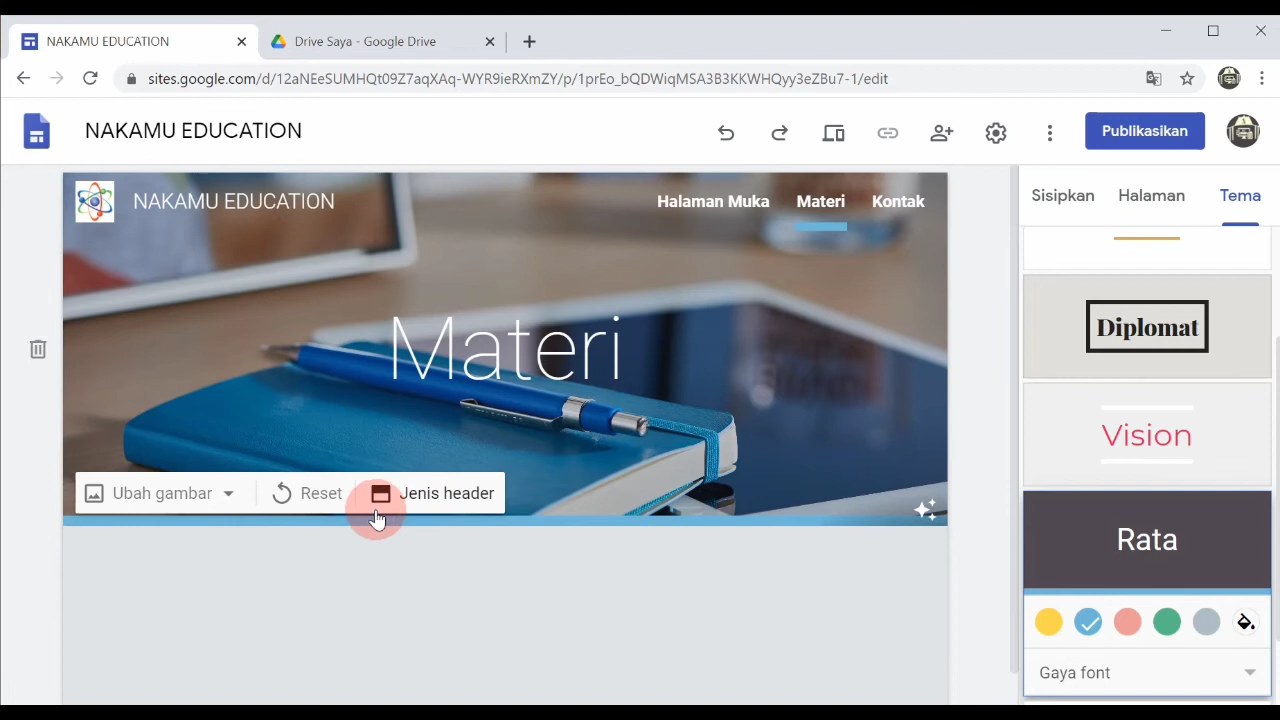 NAKAMU EDUCATION
Drive Saya - Google Drive
sites.google.com/d/12aNEeSUMHQt09Z7aqXAq-WYR9ieRXmZY/p/1prEo_bQDWiqMSA3B3KKWHQyy3eZBu7-1/edit
NAKAMU EDUCATION
Publikasikan
NAKAMU EDUCATION
Halaman Muka
Materi
Kontak
Materi
Ubah gambar
Reset
Jenis header
Sisipkan
Halaman
Tema
Diplomat
Vision
Rata
Gaya font